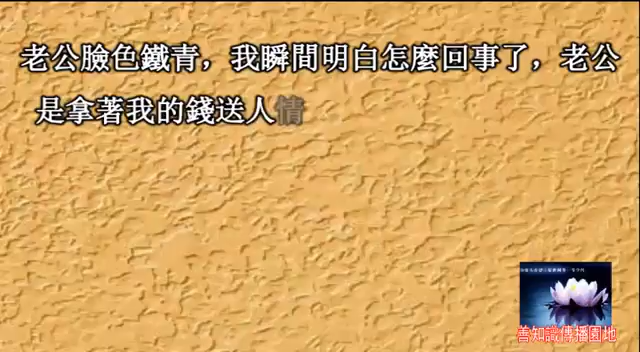 老公臉色鐵青，我瞬間明白怎麼回事了，老公
是拿著我的錢送人情
善知識傳播園地